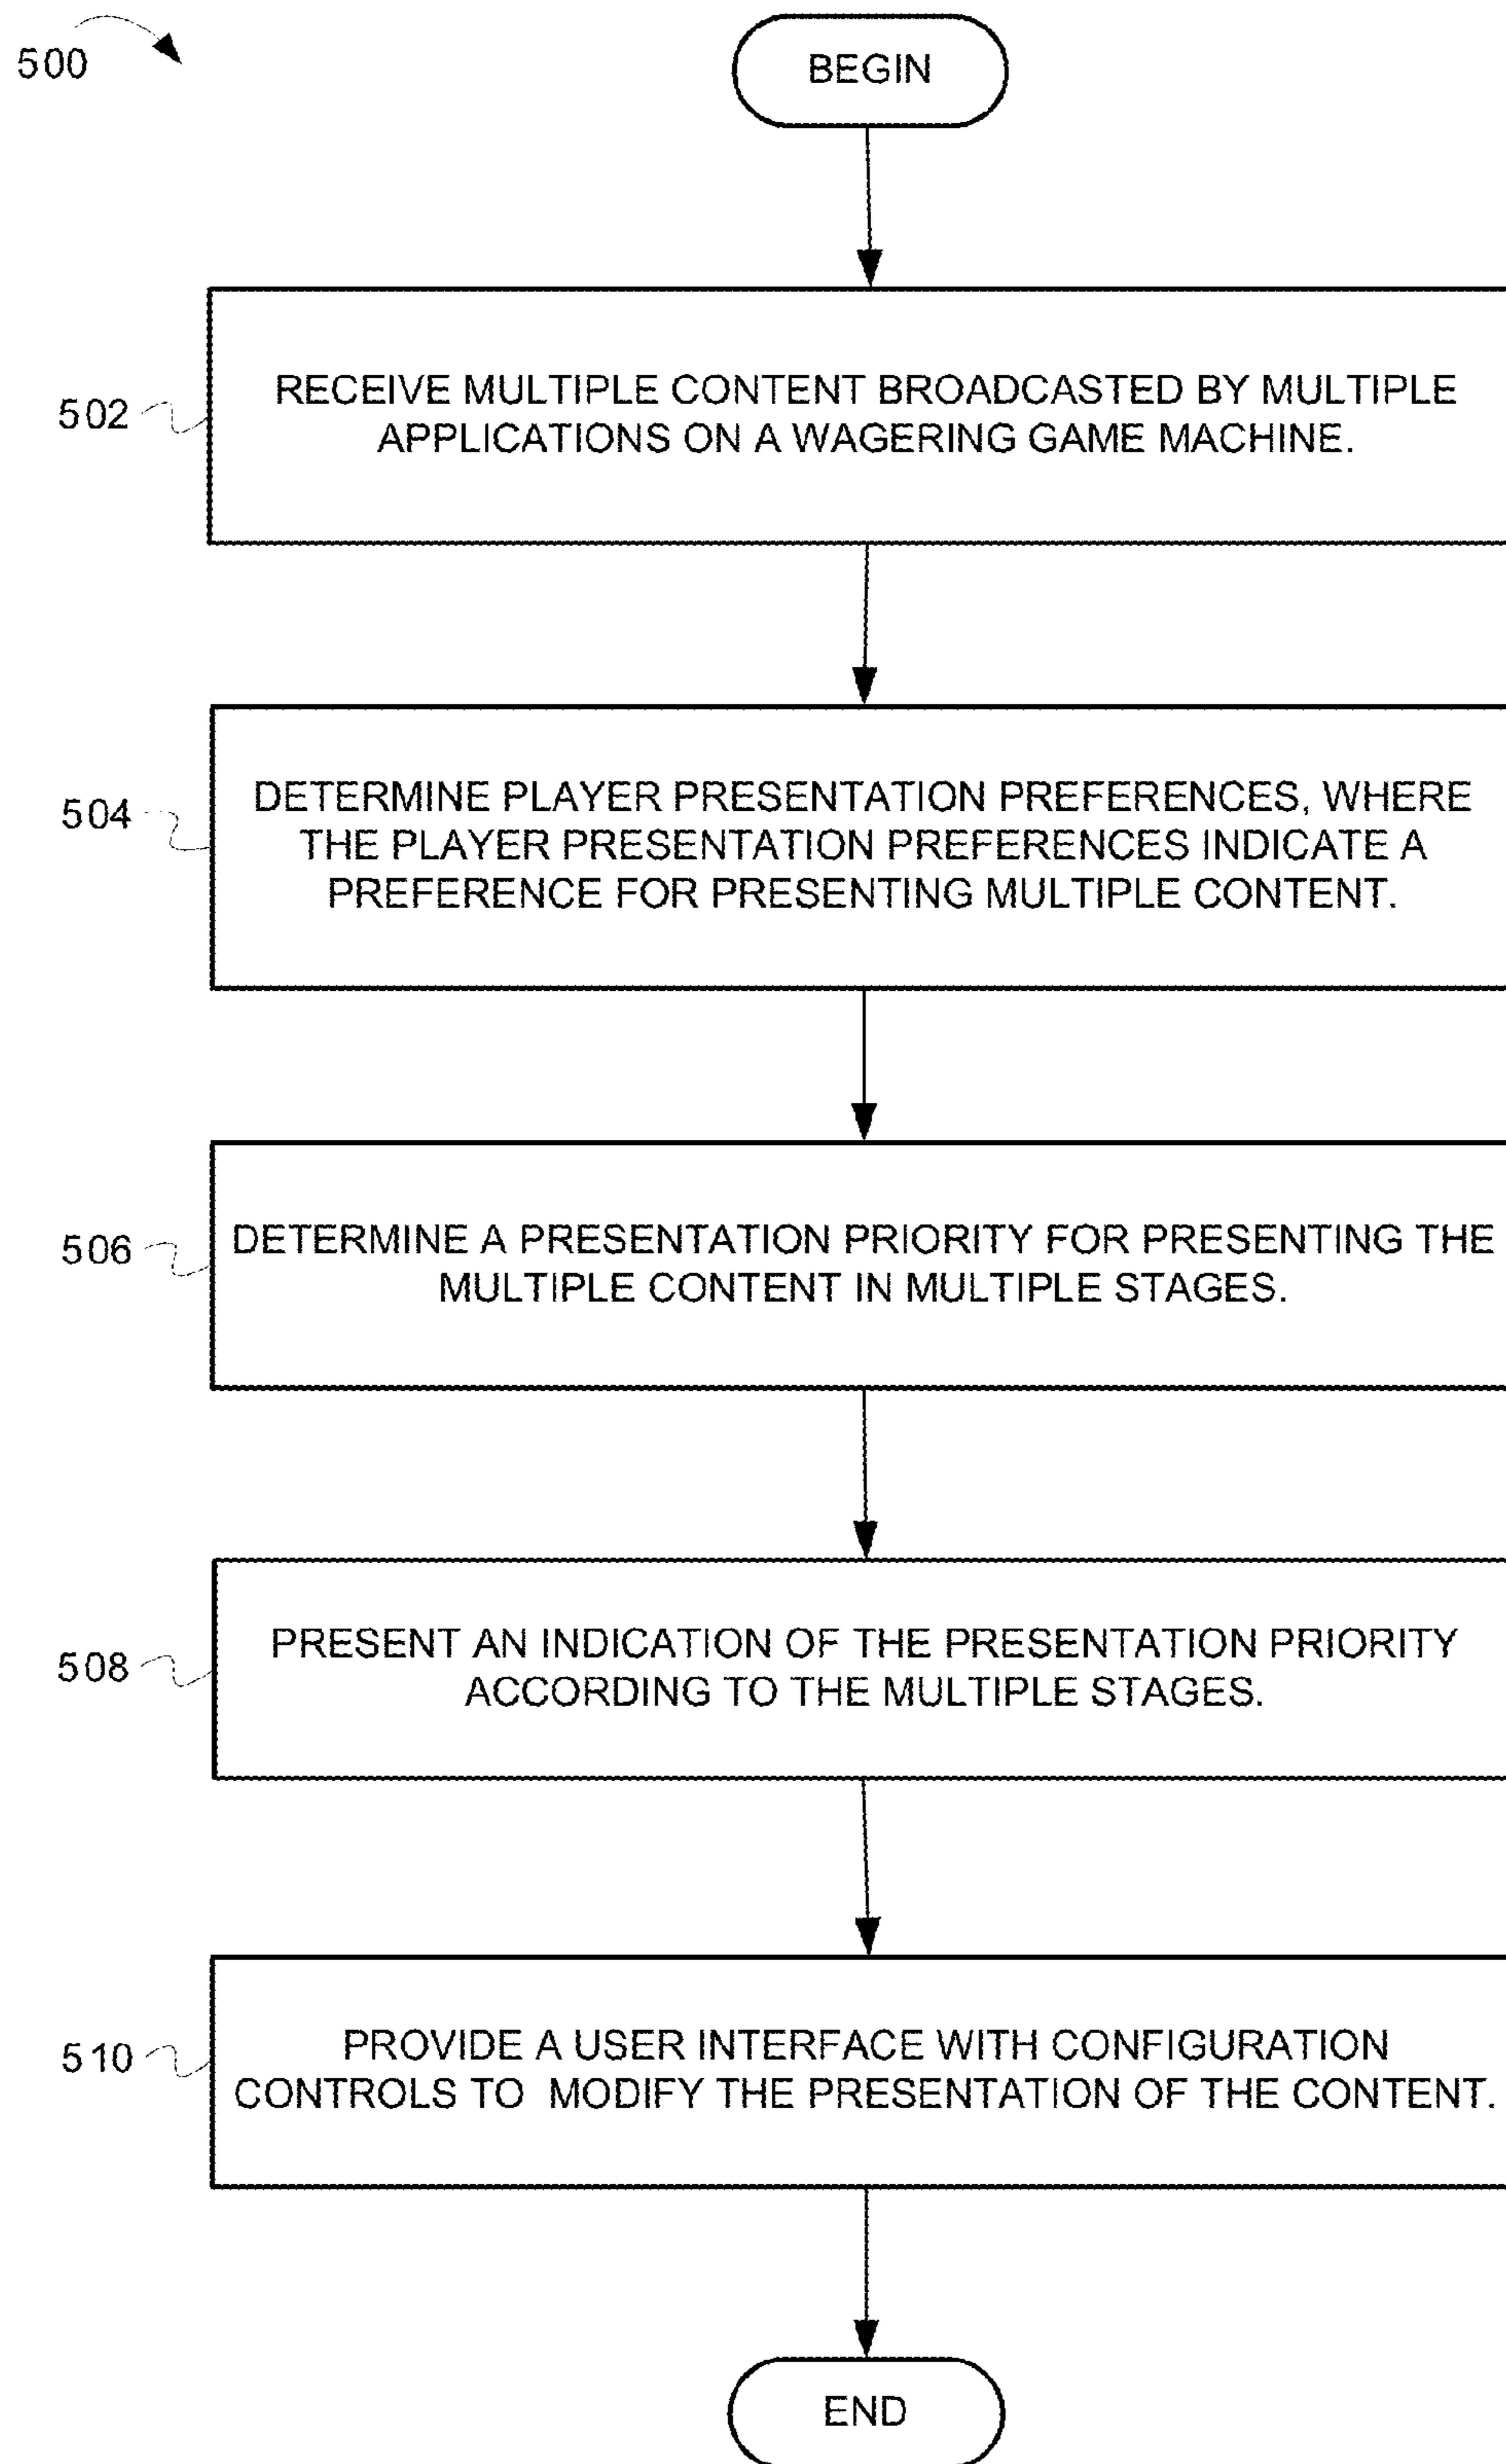 500
BEGIN
502
RECEIVE MULTIPLE CONTENT BROADCASTED BY MULTIPLE
APPLICATIONS ON A WAGERING GAME MACHINE.
504
DETERMINE PLAYER PRESENTATION PREFERENCES, WHERE
THE PLAYER PRESENTATION PREFERENCES INDICATE A
PREFERENCE FOR PRESENTING MULTIPLE CONTENT.
506
DETERMINE A PRESENTATION PRIORITY FOR PRESENTING THE
MULTIPLE CONTENT IN MULTIPLE STAGES.
508
PRESENT AN INDICATION OF THE PRESENTATION PRIORITY
ACCORDING TO THE MULTIPLE STAGES.
510
PROVIDE A USER INTERFACE WITH CONFIGURATION
CONTROLS TO  MODIFY THE PRESENTATION OF THE CONTENT.
END